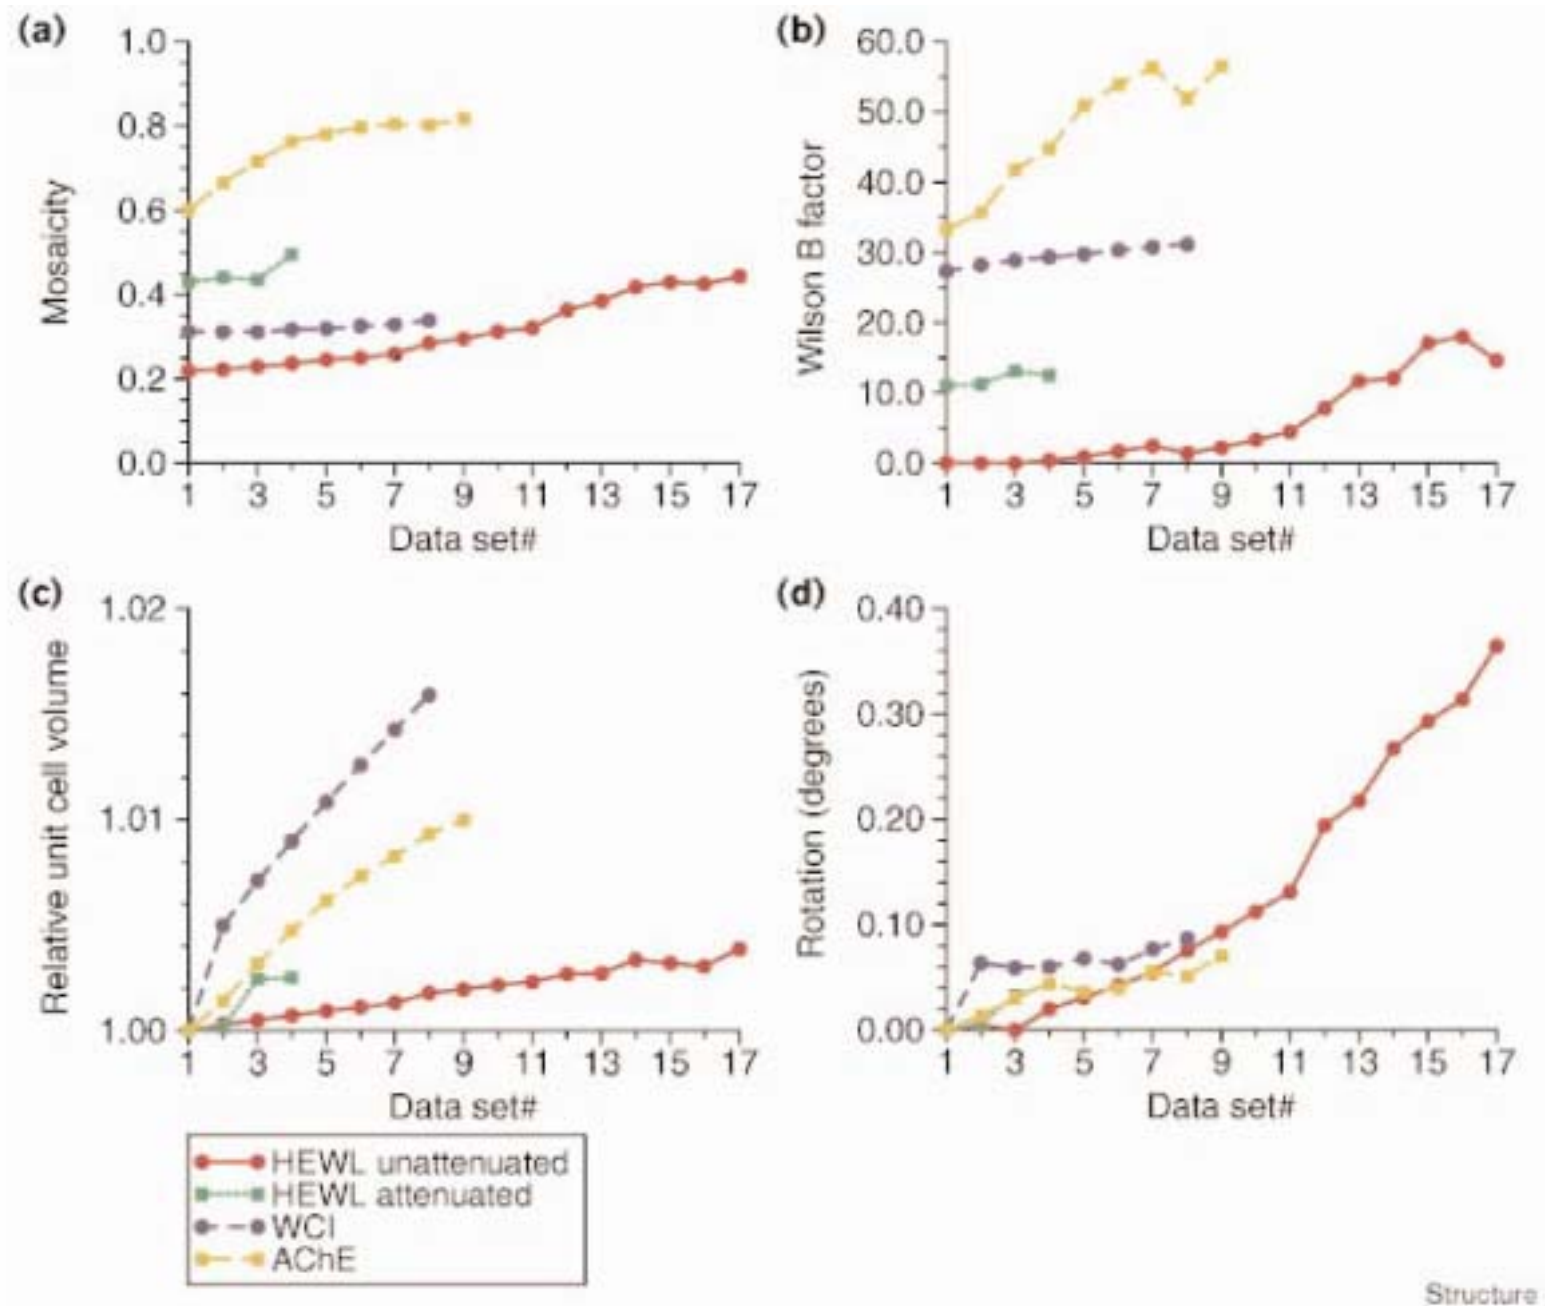 (a)
1.0
0.8
0.6
0.4
0.2
0.0
Mosaicity
1 3 5 7 9 11 13 15 17
Data set#
(b)
60.0
50.0
40.0
30.0
20.0
10.0
0.0
Wilson B factor
1 3 5 7 9 11 13 15 17
Data set#
(c)
1.02
1.01
1.00
Relative unit cell volume
1 3 5 7 9 11 13 15 17
Data set#
(d)
0.40
0.30
0.20
0.10
0.00
Rotation (degrees)
1 3 5 7 9 11 13 15 17
Data set#
HEWL unattenuated
HEWL attenuated
WCI
AChE
Structure